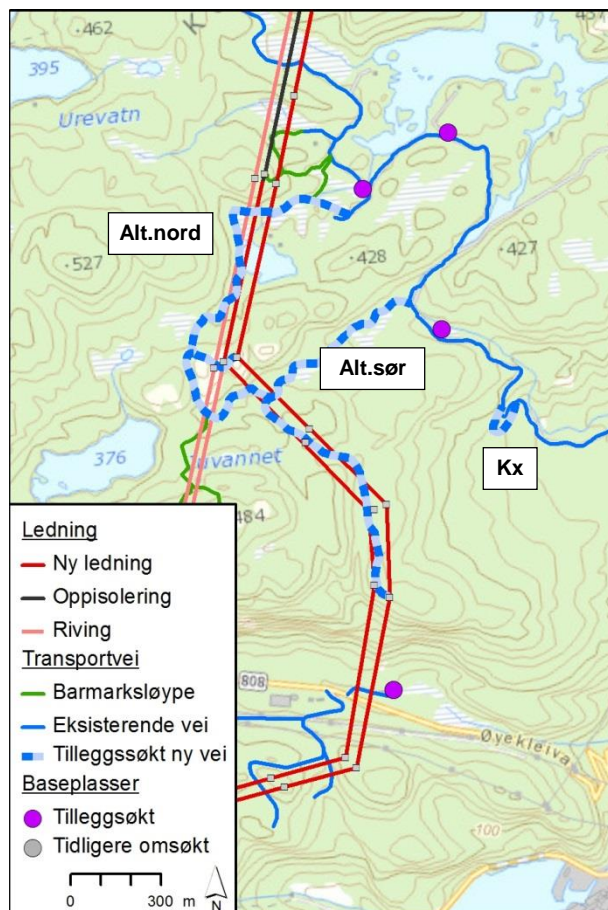 462
457
395
Urevatn
Alt.nord
527
428
427
Alt.sør
Kx
376
484
Ledning
Ny ledning
Oppisolering
Riving
Transportvei
Barmarksløype
Eksisterende vei
Tilleggssøkt ny vei
Baseplasser
Tilleggsøkt
Tidligere omsøkt
0 300 m N
808
Øyekleiva
100